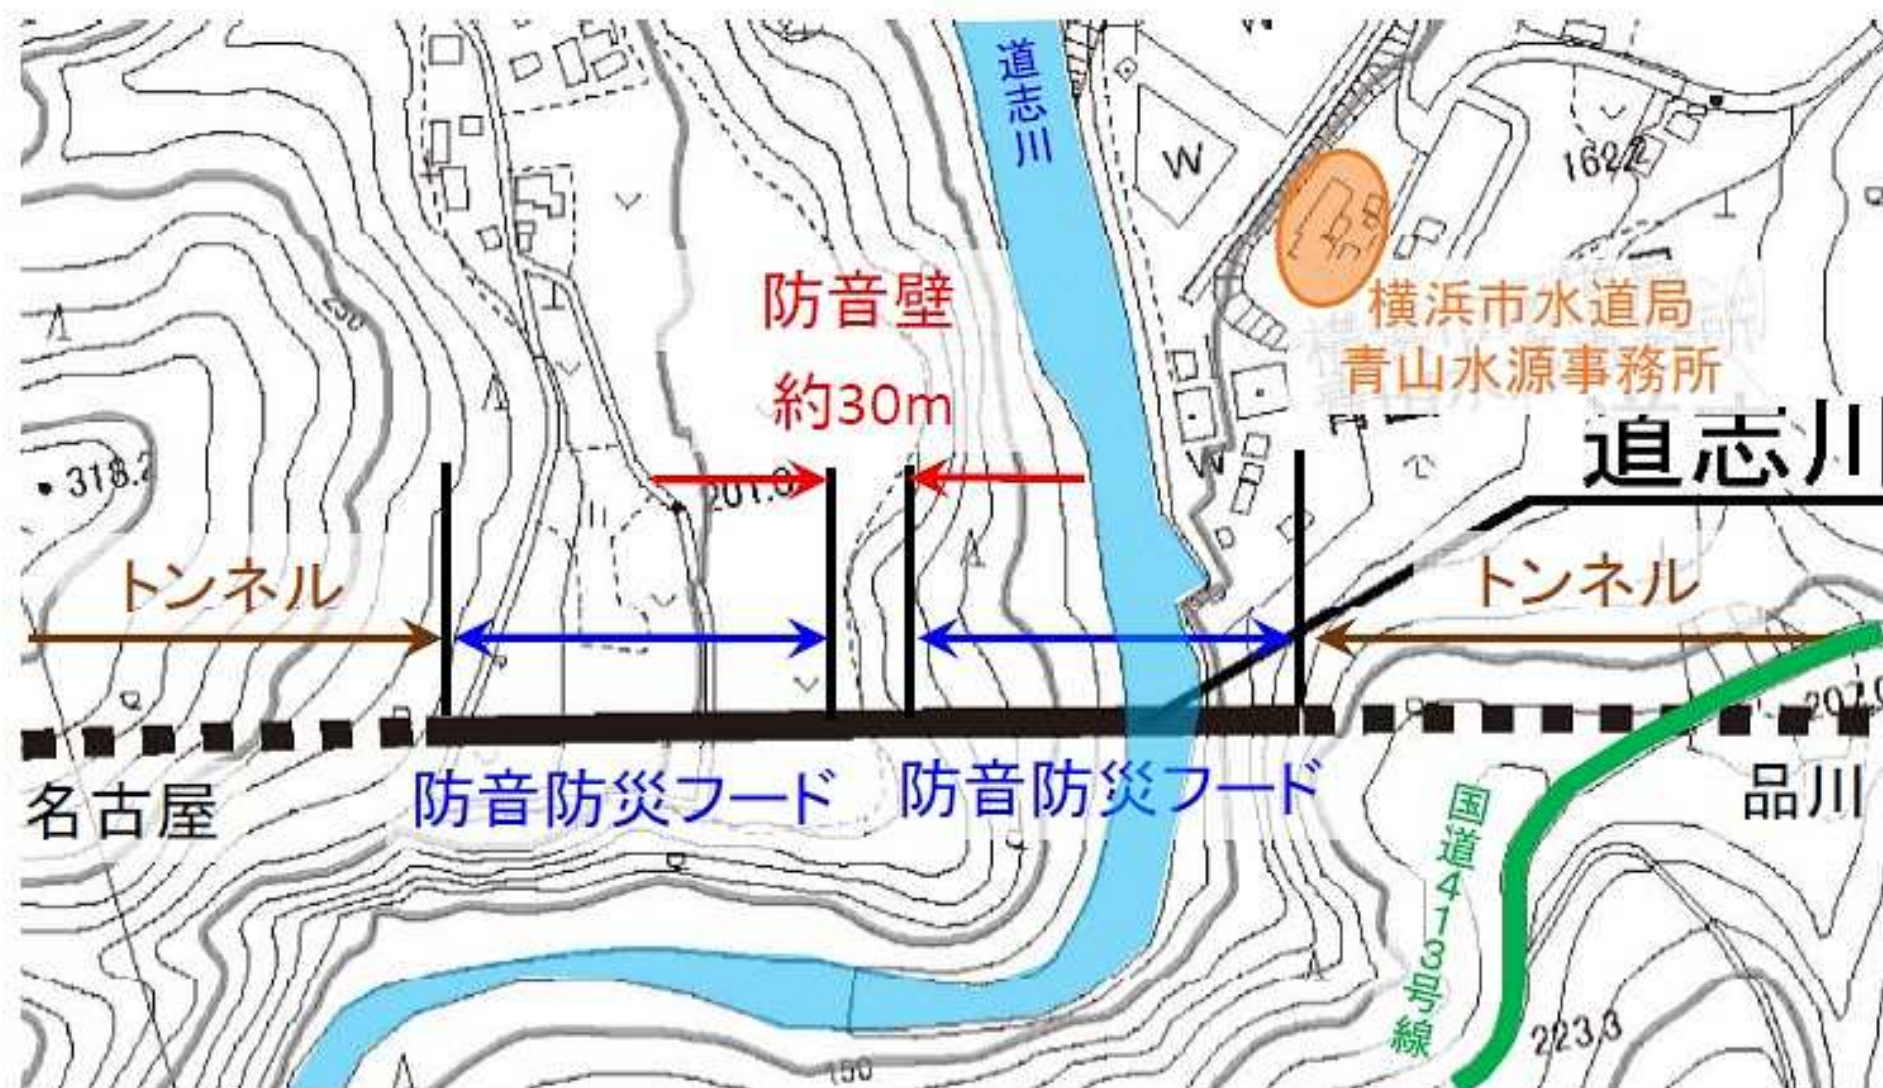 道志川
W
162.2
横浜市水道局
青山水源事務所
250
防音壁
約30m
318.2
201.0
W
道志川
トンネル
トンネル
207.0
名古屋
防音防災フード
防音防災フード
品川
国道413号線
223.3
150